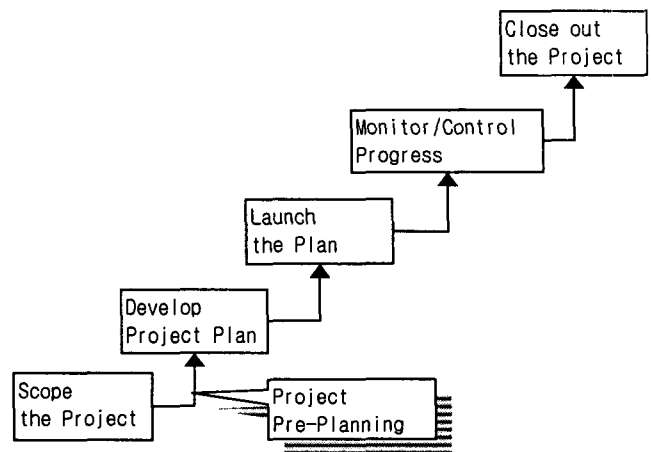 Close out
the Project
Monitor/Control
Progress
Launch
the Plan
Develop
Project Plan
Scope
the Project
Project
Pre-Planning